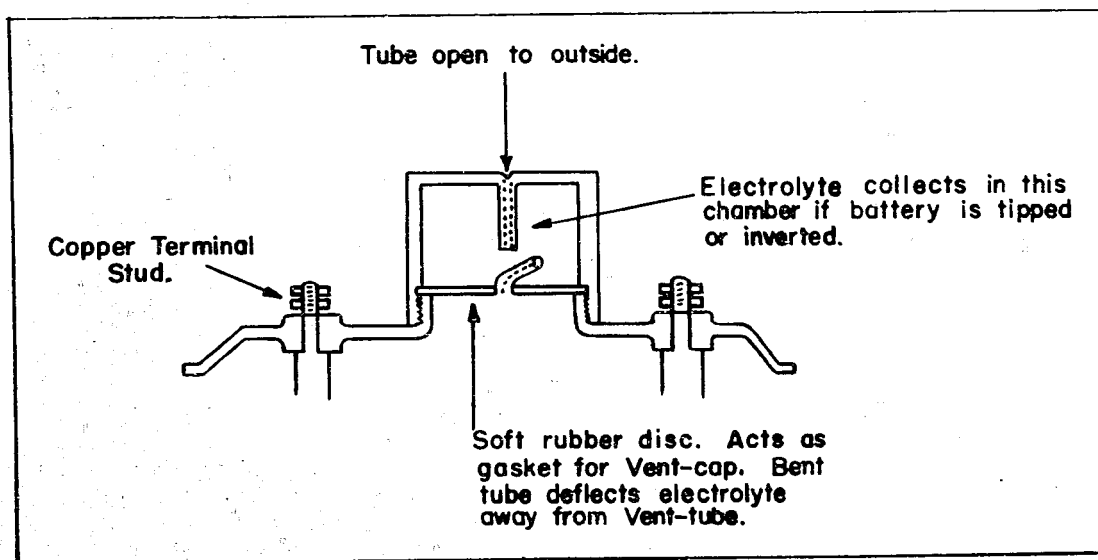 Tube open to outside.
Electrolyte collects in this
chamber if battery is tipped
or inverted.
Copper Terminal
Stud.
Soft rubber disc. Acts as
gasket for Vent-cap. Bent
tube deflects electrolyte
away from Vent-tube.